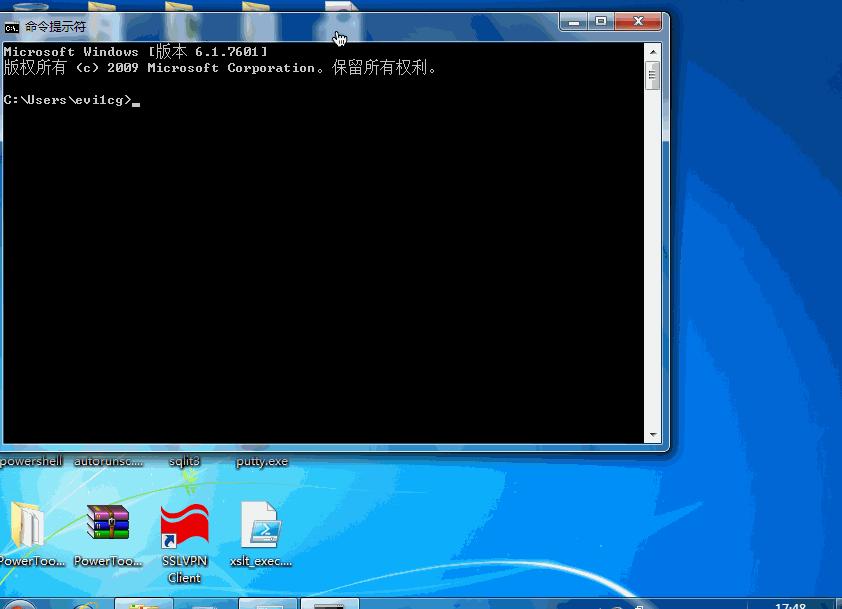 命令提示符
Microsoft Windows [版本 6.1.7601]
版权所有 (c) 2009 Microsoft Corporation。保留所有权利。
C:\Users\evi1cg>
powershell autorunsc.... sqlit3 putty.exe
PowerToo... PowerToo... SSLVPN Client xslt_exec....
17:48